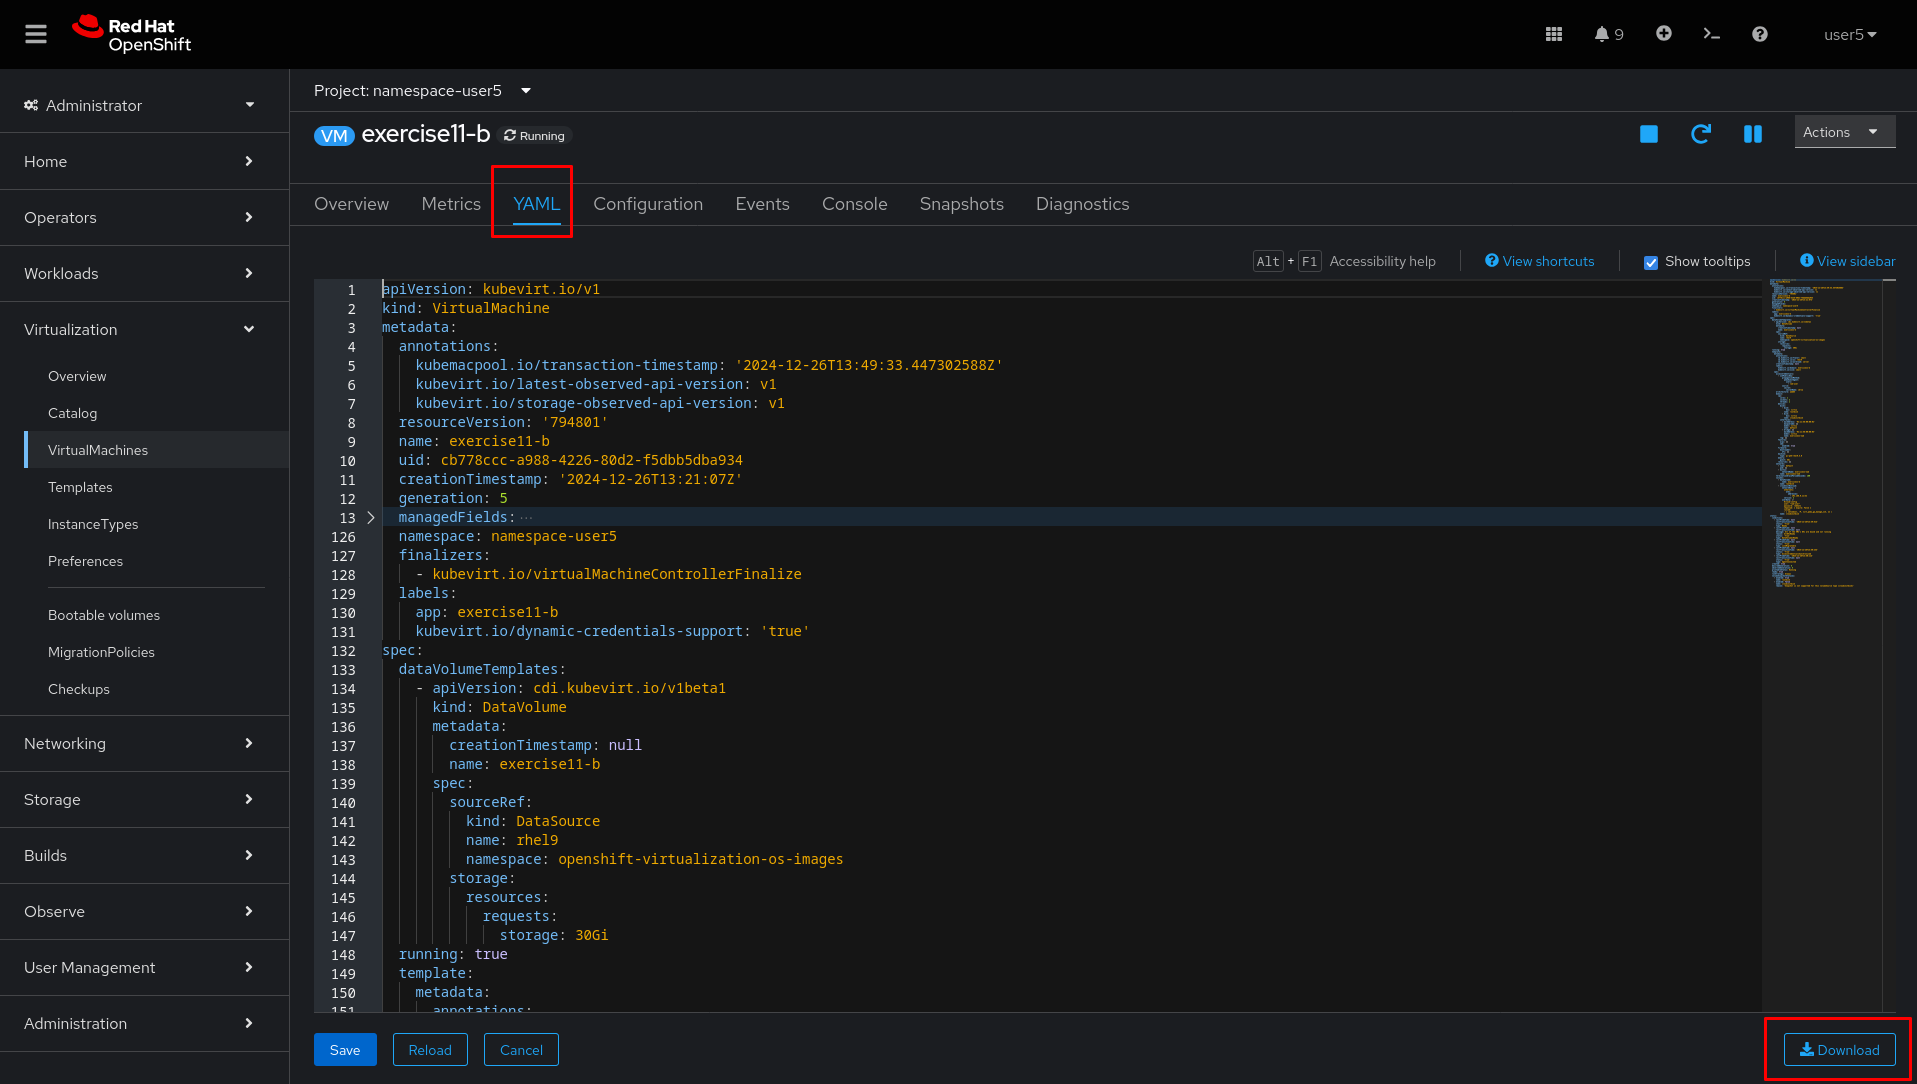 Red Hat
OpenShift
9
user5
Administrator
Home
Operators
Workloads
Virtualization
Overview
Catalog
VirtualMachines
Templates
InstanceTypes
Preferences
Bootable volumes
MigrationPolicies
Checkups
Networking
Storage
Builds
Observe
User Management
Administration
Project: namespace-user5
VM exercise11-b Running
Actions
Overview Metrics YAML Configuration Events Console Snapshots Diagnostics
Alt + F1 Accessibility help View shortcuts Show tooltips View sidebar
1 apiVersion: kubevirt.io/v1
2 kind: VirtualMachine
3 metadata:
4 annotations:
5 kubemacpool.io/transaction-timestamp: '2024-12-26T13:49:33.447302588Z'
6 kubevirt.io/latest-observed-api-version: v1
7 kubevirt.io/storage-observed-api-version: v1
8 resourceVersion: '794801'
9 name: exercise11-b
10 uid: cb778ccc-a988-4226-80d2-f5dbb5dba934
11 creationTimestamp: '2024-12-26T13:21:07Z'
12 generation: 5
13 managedFields: ···
126 namespace: namespace-user5
127 finalizers:
128 - kubevirt.io/virtualMachineControllerFinalize
129 labels:
130 app: exercise11-b
131 kubevirt.io/dynamic-credentials-support: 'true'
132 spec:
133 dataVolumeTemplates:
134 - apiVersion: cdi.kubevirt.io/v1beta1
135 kind: DataVolume
136 metadata:
137 creationTimestamp: null
138 name: exercise11-b
139 spec:
140 sourceRef:
141 kind: DataSource
142 name: rhel9
143 namespace: openshift-virtualization-os-images
144 storage:
145 resources:
146 requests:
147 storage: 30Gi
148 running: true
149 template:
150 metadata:
151 annotations:
Save Reload Cancel Download